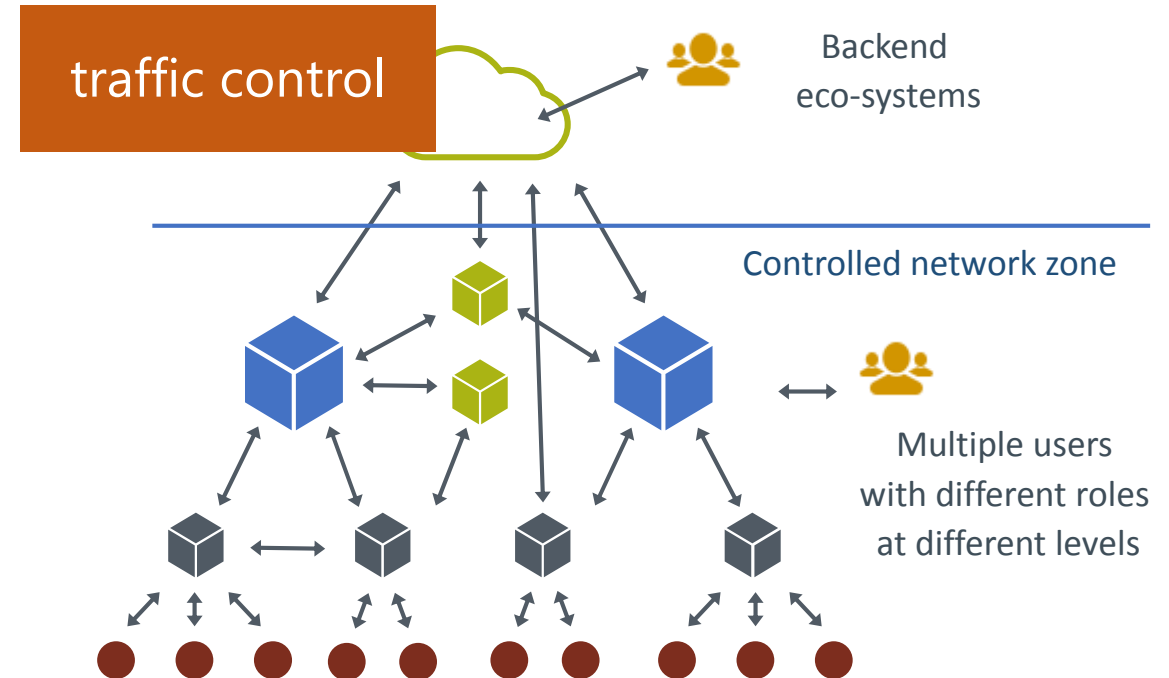 traffic control
Backend
eco-systems
Controlled network zone
Multiple users
with different roles
at different levels